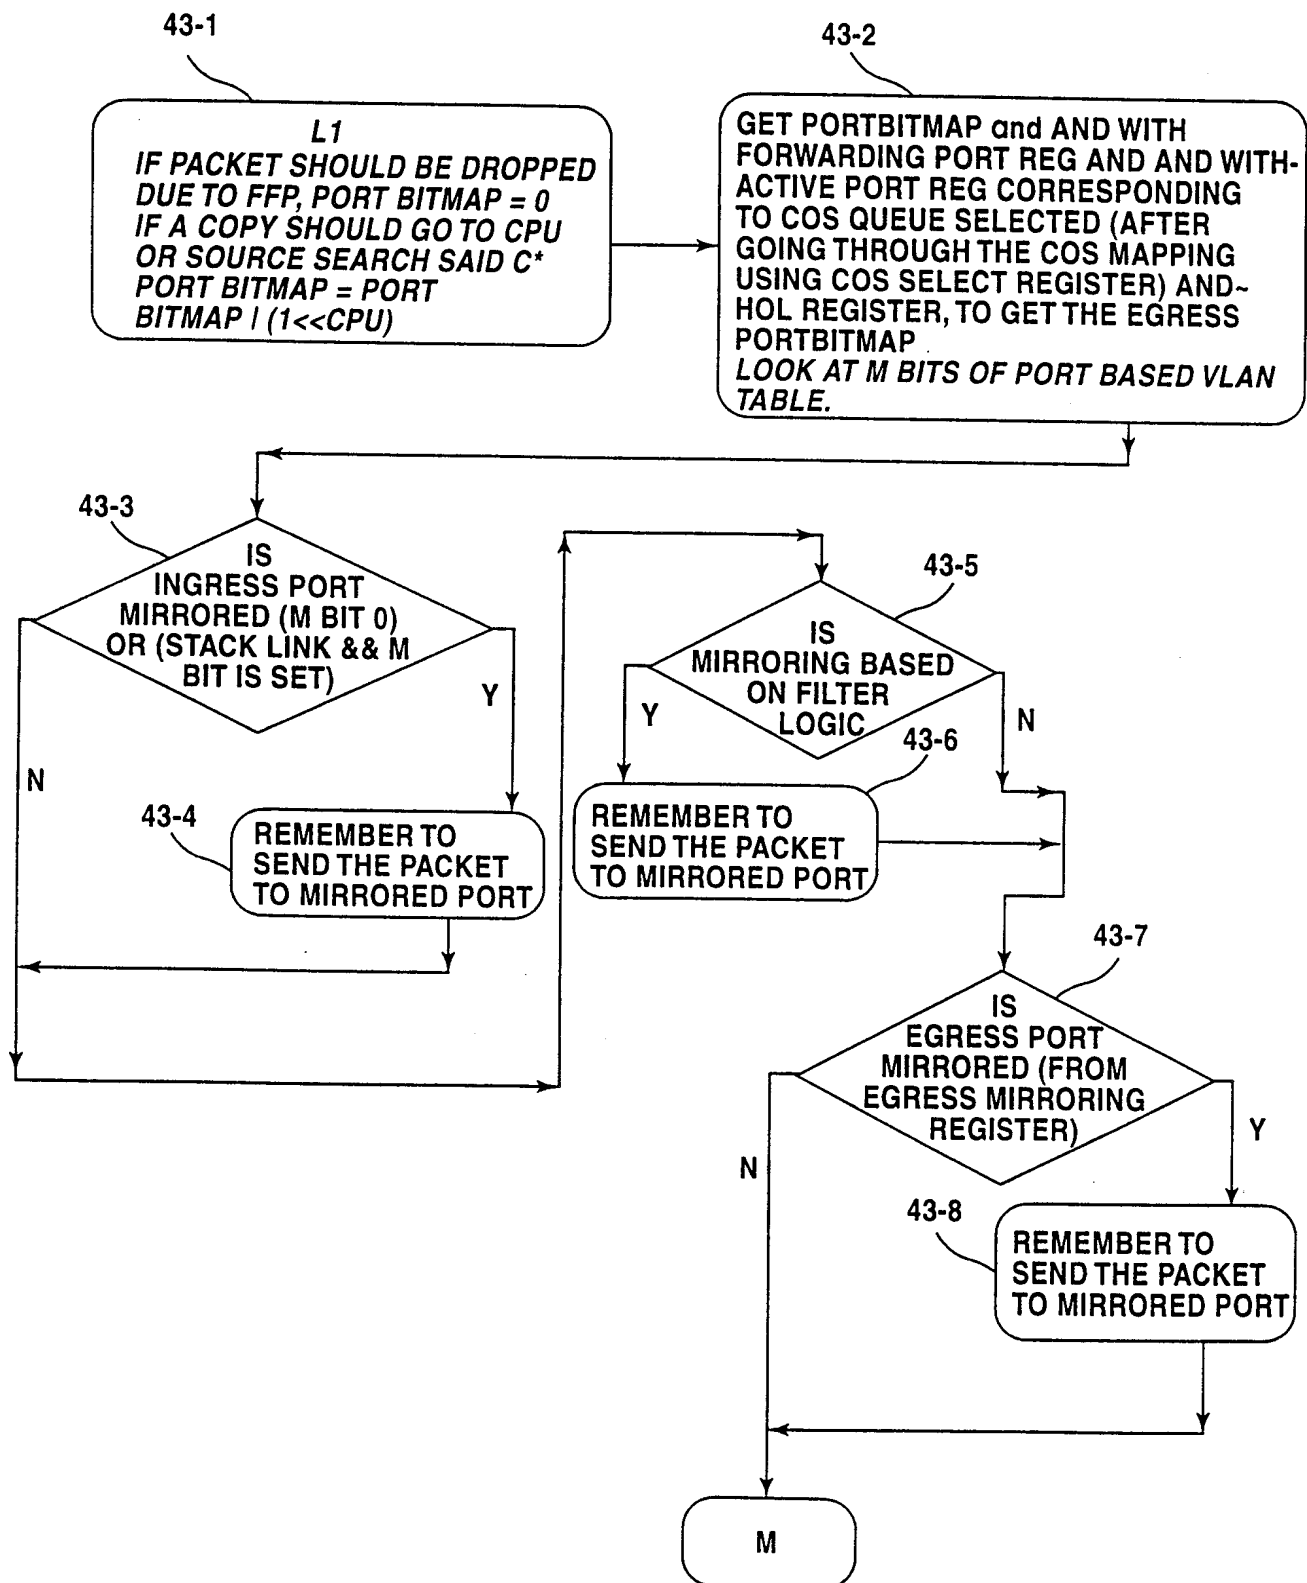 43-1
L1
IF PACKET SHOULD BE DROPPED
DUE TO FFP, PORT BITMAP = 0
IF A COPY SHOULD GO TO CPU
OR SOURCE SEARCH SAID C*
PORT BITMAP = PORT
BITMAP | (1<<CPU)
43-2
GET PORTBITMAP and AND WITH
FORWARDING PORT REG AND AND WITH-
ACTIVE PORT REG CORRESPONDING
TO COS QUEUE SELECTED (AFTER
GOING THROUGH THE COS MAPPING
USING COS SELECT REGISTER) AND~
HOL REGISTER, TO GET THE EGRESS
PORTBITMAP
LOOK AT M BITS OF PORT BASED VLAN
TABLE.
43-3
IS
INGRESS PORT
MIRRORED (M BIT 0)
OR (STACK LINK && M
BIT IS SET)
Y
N
43-4
REMEMBER TO
SEND THE PACKET
TO MIRRORED PORT
43-5
IS
MIRRORING BASED
ON FILTER
LOGIC
Y
N
43-6
REMEMBER TO
SEND THE PACKET
TO MIRRORED PORT
43-7
IS
EGRESS PORT
MIRRORED (FROM
EGRESS MIRRORING
REGISTER)
N
Y
43-8
REMEMBER TO
SEND THE PACKET
TO MIRRORED PORT
M